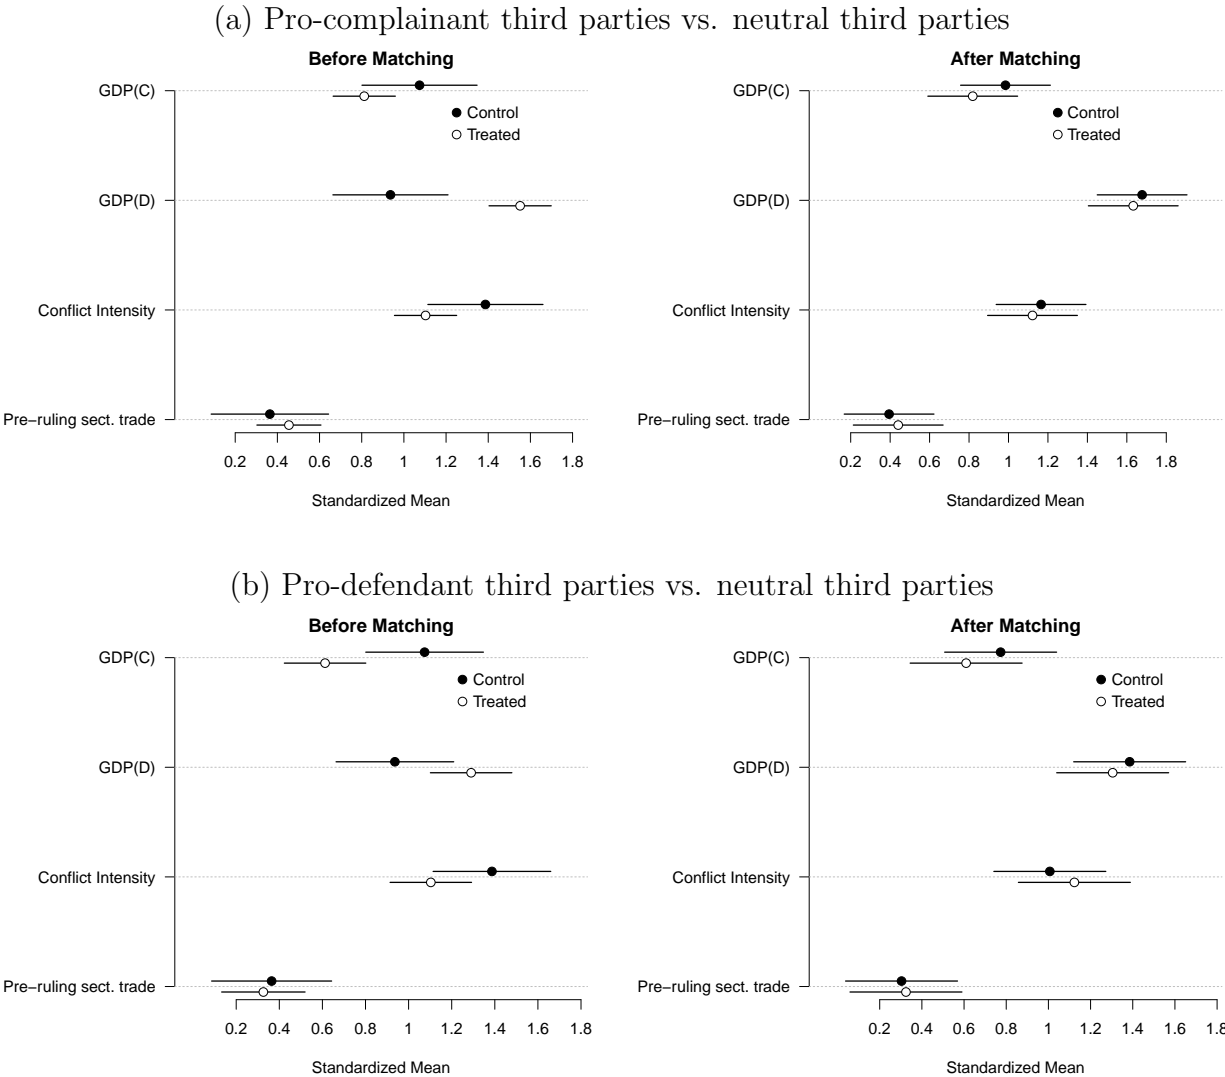 (a) Pro-complainant third parties vs. neutral third parties
Before Matching
GDP(C)
Control
Treated
GDP(D)
Conflict Intensity
Pre−ruling sect. trade
0.2 0.4 0.6 0.8 1 1.2 1.4 1.6 1.8
Standardized Mean
After Matching
GDP(C)
Control
Treated
GDP(D)
Conflict Intensity
Pre−ruling sect. trade
0.2 0.4 0.6 0.8 1 1.2 1.4 1.6 1.8
Standardized Mean
(b) Pro-defendant third parties vs. neutral third parties
Before Matching
GDP(C)
Control
Treated
GDP(D)
Conflict Intensity
Pre−ruling sect. trade
0.2 0.4 0.6 0.8 1 1.2 1.4 1.6 1.8
Standardized Mean
After Matching
GDP(C)
Control
Treated
GDP(D)
Conflict Intensity
Pre−ruling sect. trade
0.2 0.4 0.6 0.8 1 1.2 1.4 1.6 1.8
Standardized Mean